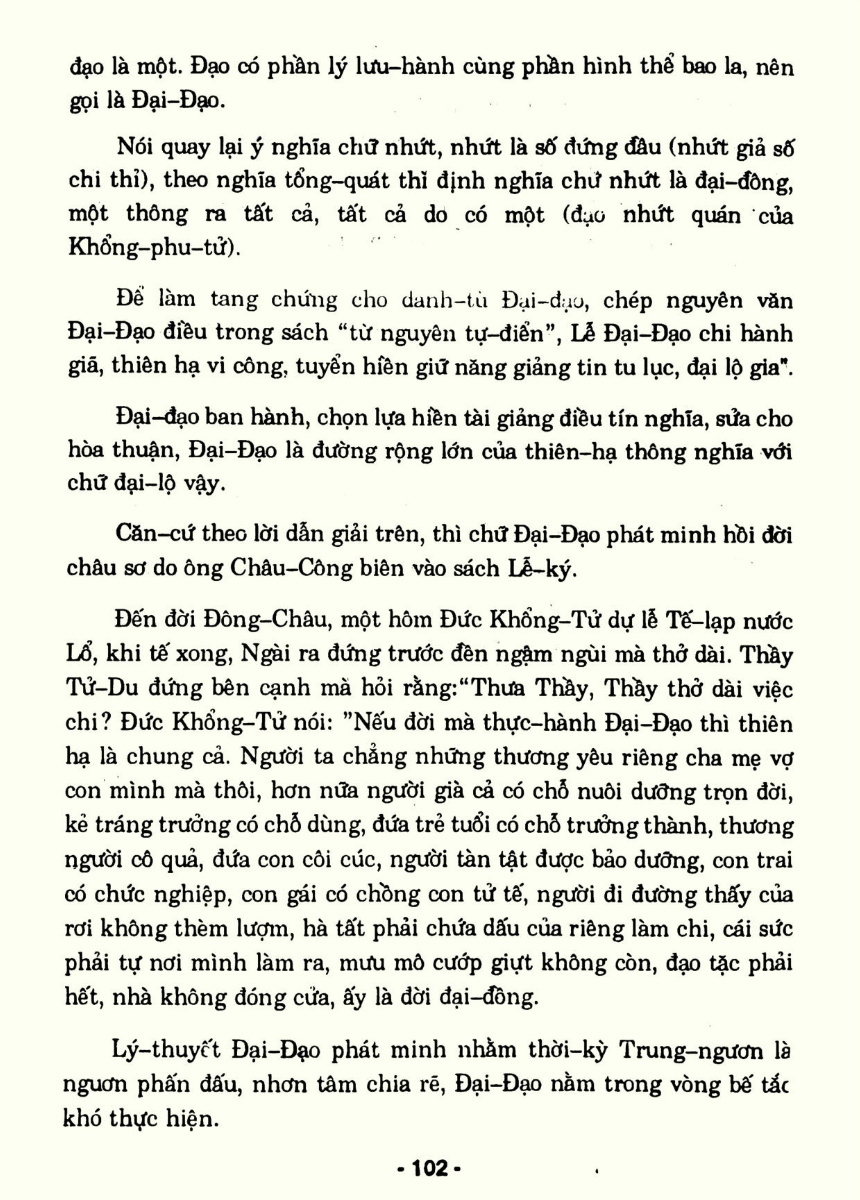 đạo là một. Đạo có phần lý lưu–hành cùng phần hình thể bao la, nên
gọi là Đại–Đạo.
Nói quay lại ý nghĩa chữ nhứt, nhứt là số đứng đầu (nhứt giả số
chi thỉ), theo nghĩa tổng–quát thì định nghĩa chữ nhứt là đại–đồng,
một thông ra tất cả, tất cả do có một (đạo nhứt quán của
Khổng–phu–tử).
Để làm tang chứng cho danh–từ Đại–đạo, chép nguyên văn
Đại–Đạo điều trong sách “từ nguyên tự–điển”, Lễ Đại–Đạo chi hành
giã, thiên hạ vi công, tuyển hiền giữ năng giảng tin tu lục, đại lộ gia".
Đại–đạo ban hành, chọn lựa hiền tài giảng điều tín nghĩa, sửa cho
hòa thuận, Đại–Đạo là đường rộng lớn của thiên–hạ thông nghĩa với
chữ đại–lộ vậy.
Căn–cứ theo lời dẫn giải trên, thì chữ Đại–Đạo phát minh hồi đời
châu sơ do ông Châu–Công biên vào sách Lễ–ký.
Đến đời Đông–Châu, một hôm Đức Khổng–Tử dự lễ Tế–lạp nước
Lổ, khi tế xong, Ngài ra đứng trước đền ngậm ngùi mà thở dài. Thầy
Tử–Du đứng bên cạnh mà hỏi rằng:“Thưa Thầy, Thầy thở dài việc
chi? Đức Khổng–Tử nói: ”Nếu đời mà thực–hành Đại–Đạo thì thiên
hạ là chung cả. Người ta chẳng những thương yêu riêng cha mẹ vợ
con mình mà thôi, hơn nữa người già cả có chỗ nuôi dưỡng trọn đời,
kẻ tráng trưởng có chỗ dùng, đứa trẻ tuổi có chỗ trưởng thành, thương
người cô quả, đứa con côi cúc, người tàn tật được bảo dưỡng, con trai
có chức nghiệp, con gái có chồng con tử tế, người đi đường thấy của
rơi không thèm lượm, hà tất phải chứa dấu của riêng làm chi, cái sức
phải tự nơi mình làm ra, mưu mô cướp giựt không còn, đạo tặc phải
hết, nhà không đóng cửa, ấy là đời đại–đồng.
Lý–thuyết Đại–Đạo phát minh nhằm thời–kỳ Trung–ngươn là
nguơn phấn đấu, nhơn tâm chia rẽ, Đại–Đạo nằm trong vòng bế tắc
khó thực hiện.
- 102 -